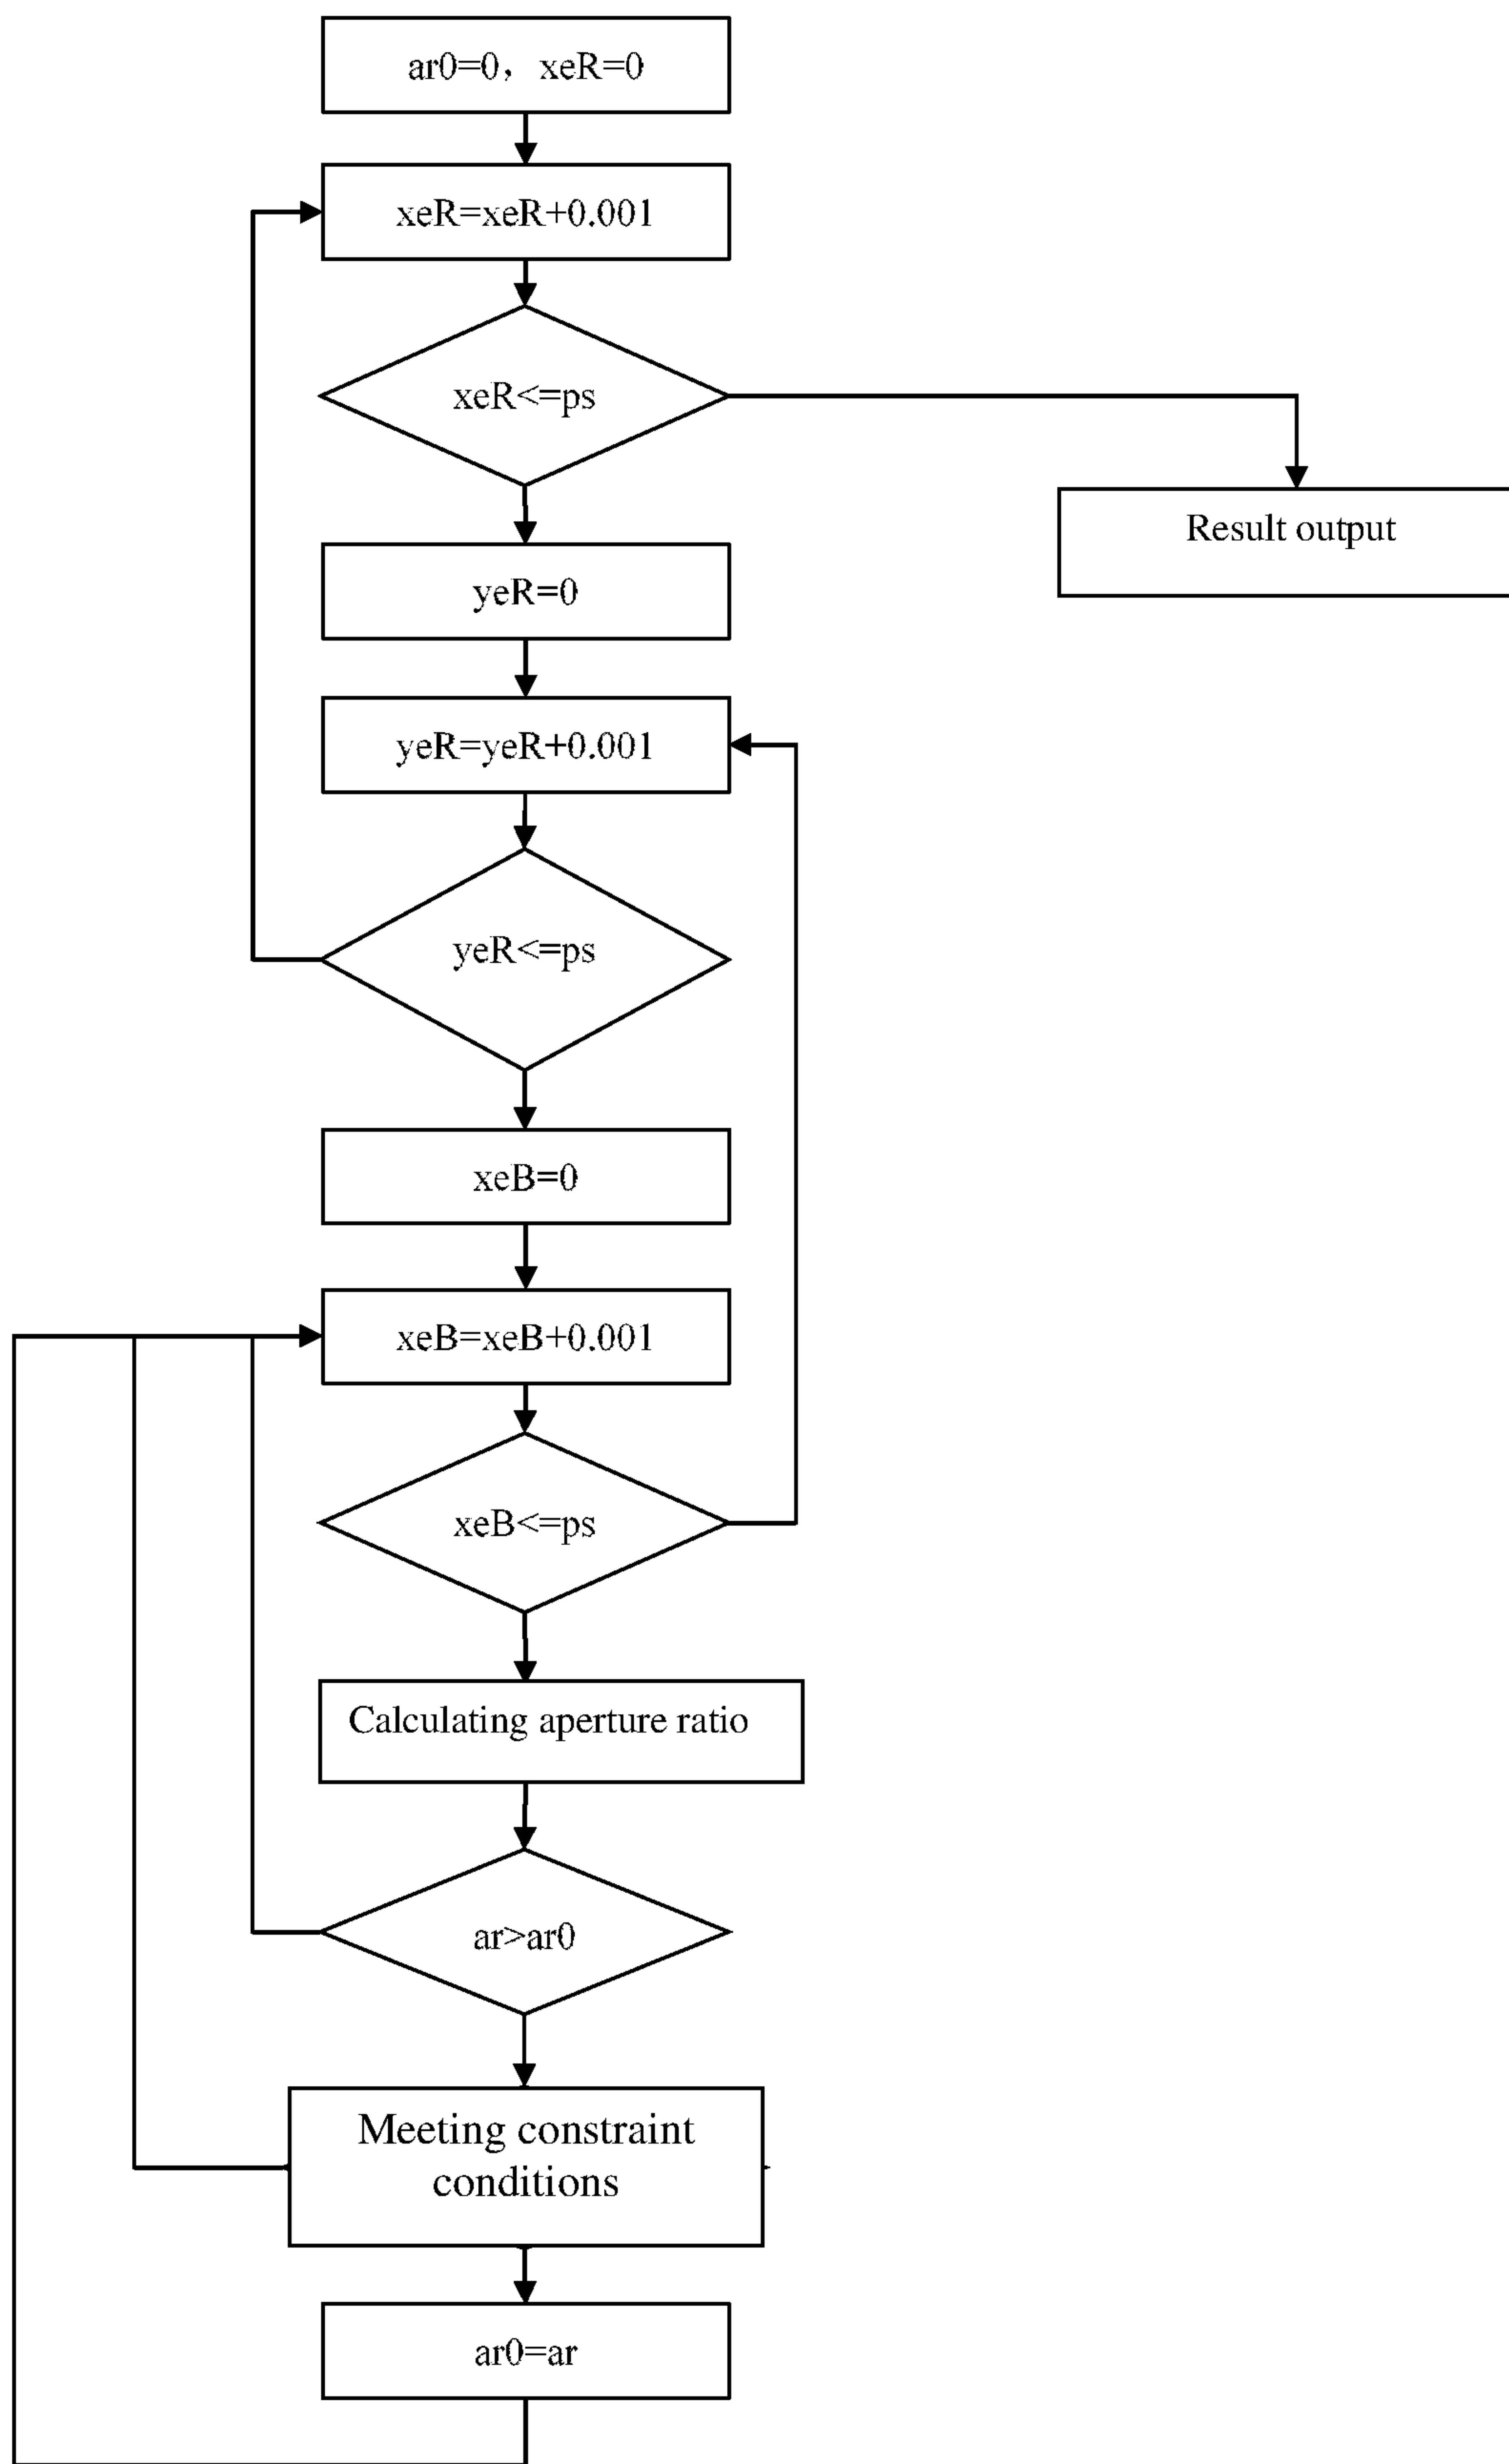 ar0=0, xeR=0
xeR=xeR+0.001
xeR<=ps
Result output
yeR=0
yeR=yeR+0.001
yeR<=ps
xeB=0
xeB=xeB+0.001
xeB<=ps
Calculating aperture ratio
ar>ar0
Meeting constraint
conditions
ar0=ar